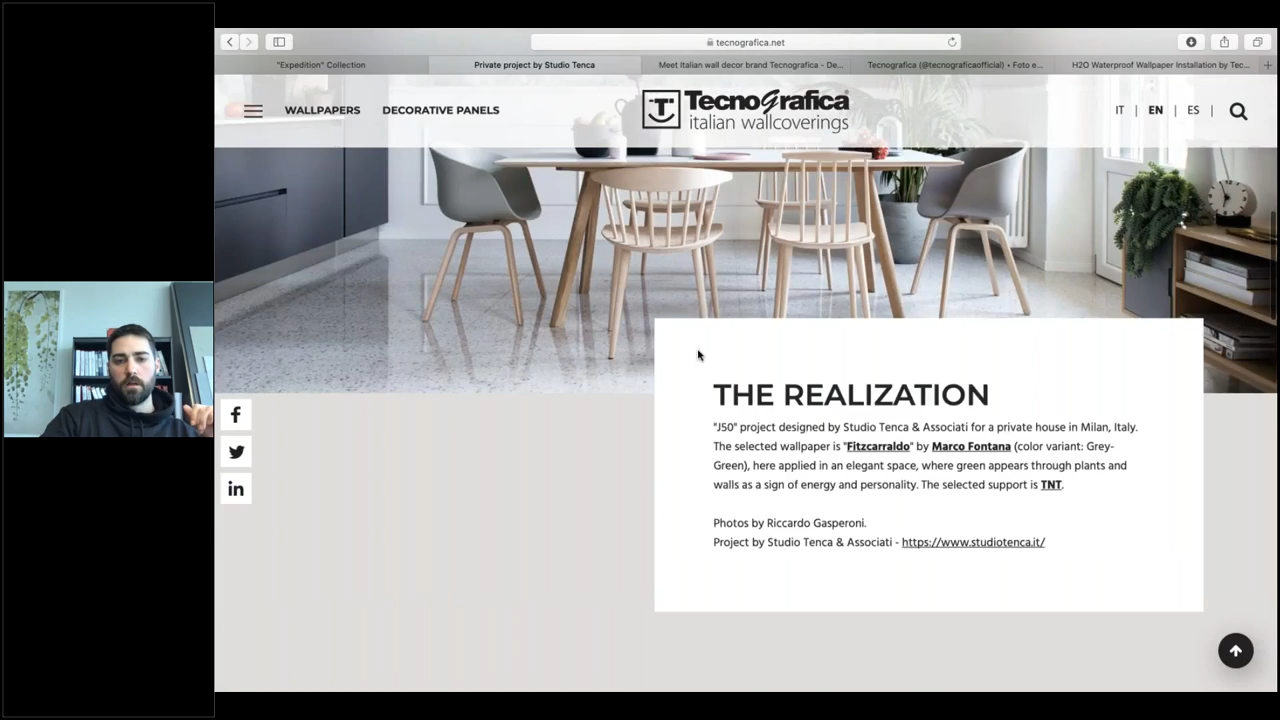 tecnografica.net
"Expedition" Collection
Private project by Studio Tenca
Meet Italian wall decor brand Tecnografica - De...
Tecnografica (@tecnograficaofficial) • Foto e...
H2O Waterproof Wallpaper Installation by Tec...
WALLPAPERS
DECORATIVE PANELS
TecnoGrafica
italian wallcoverings
IT | EN | ES |
THE REALIZATION
"J50" project designed by Studio Tenca & Associati for a private house in Milan, Italy.
The selected wallpaper is "Fitzcarraldo" by Marco Fontana (color variant: Grey-
Green), here applied in an elegant space, where green appears through plants and
walls as a sign of energy and personality. The selected support is TNT.
Photos by Riccardo Gasperoni.
Project by Studio Tenca & Associati - https://www.studiotenca.it/